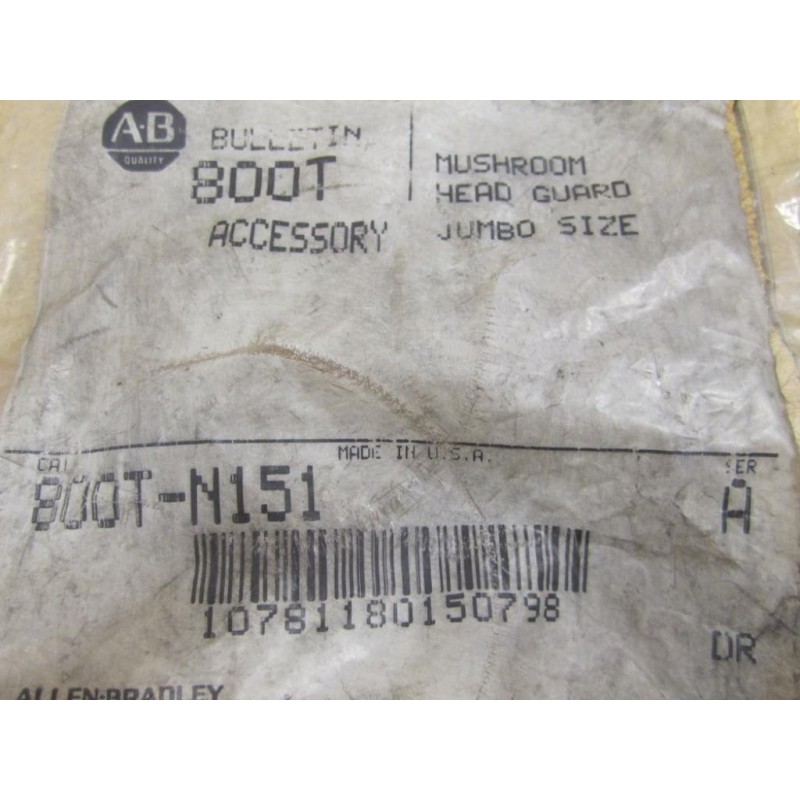 A-B
QUALITY
BULLETIN
800T
ACCESSORY
MUSHROOM
HEAD GUARD
JUMBO SIZE
CAT
MADE IN U.S.A.
SER
800T-N151
A
10781180150798
DR
ALLEN-BRADLEY